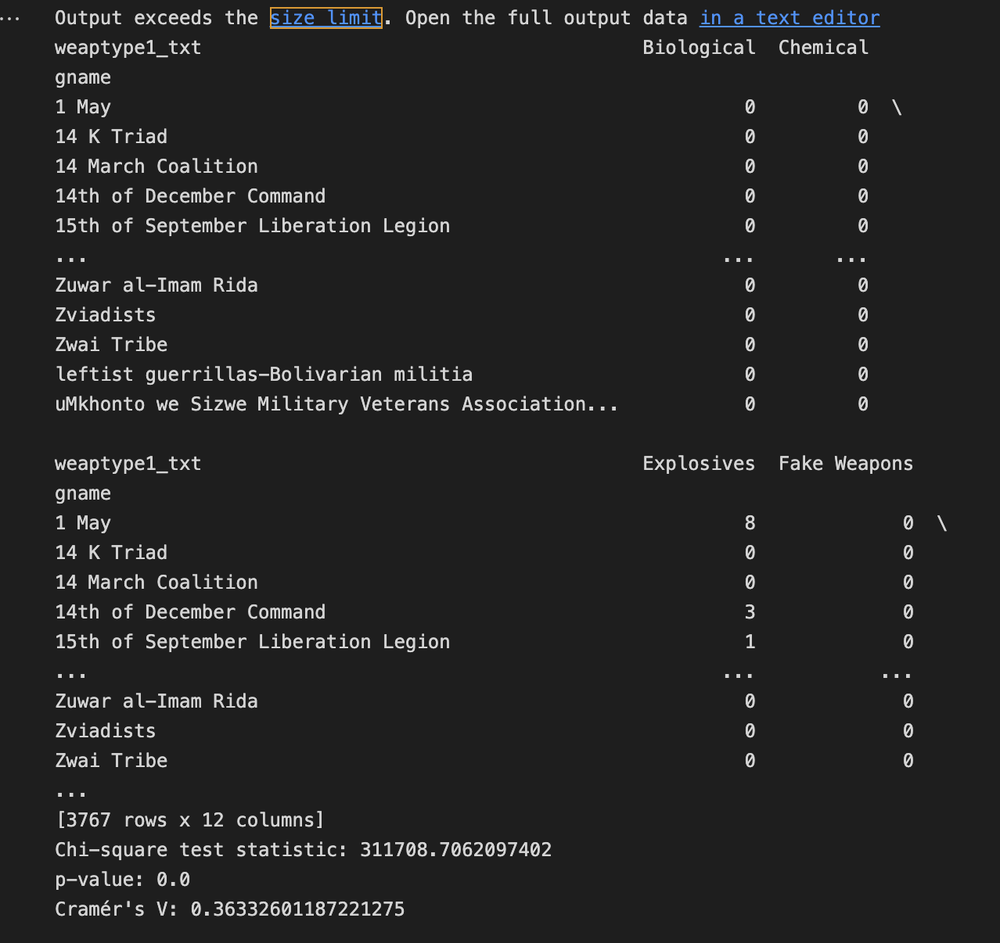 ... Output exceeds the size limit. Open the full output data in a text editor
weaptype1_txt Biological Chemical
gname
1 May 0 0 \
14 K Triad 0 0
14 March Coalition 0 0
14th of December Command 0 0
15th of September Liberation Legion 0 0
... ... ...
Zuwar al-Imam Rida 0 0
Zviadists 0 0
Zwai Tribe 0 0
leftist guerrillas-Bolivarian militia 0 0
uMkhonto we Sizwe Military Veterans Association... 0 0
weaptype1_txt Explosives Fake Weapons
gname
1 May 8 0 \
14 K Triad 0 0
14 March Coalition 0 0
14th of December Command 3 0
15th of September Liberation Legion 1 0
... ... ...
Zuwar al-Imam Rida 0 0
Zviadists 0 0
Zwai Tribe 0 0
...
[3767 rows x 12 columns]
Chi-square test statistic: 311708.7062097402
p-value: 0.0
Cramér's V: 0.36332601187221275